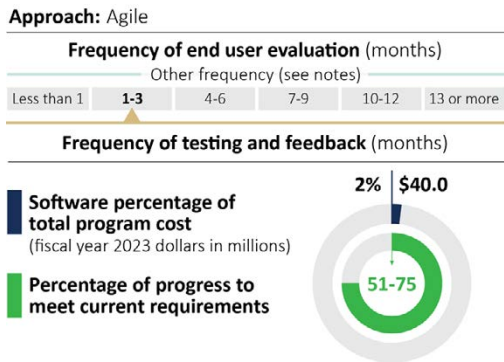 Approach: Agile
Frequency of end user evaluation (months)
Other frequency (see notes)
Less than 1 1-3 4-6 7-9 10-12 13 or more
Frequency of testing and feedback (months)
2% $40.0
Software percentage of
total program cost
(fiscal year 2023 dollars in millions)
Percentage of progress to
meet current requirements
51-75